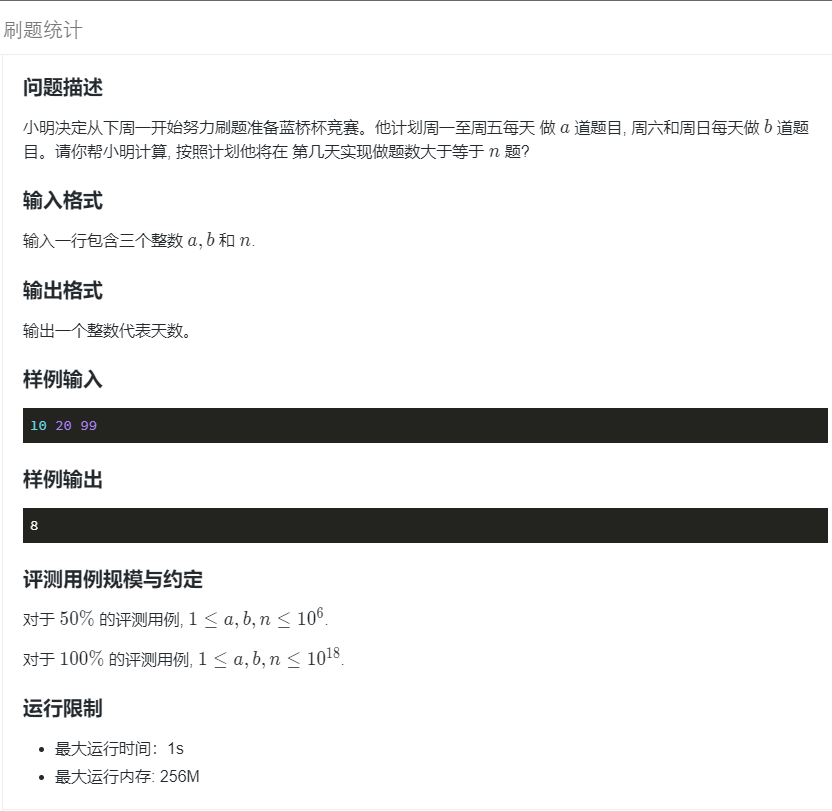 刷题统计
问题描述
小明决定从下周一开始努力刷题准备蓝桥杯竞赛。他计划周一至周五每天 做 a 道题目, 周六和周日每天做 b 道题
目。请你帮小明计算, 按照计划他将在 第几天实现做题数大于等于 n 题?
输入格式
输入一行包含三个整数 a, b 和 n.
输出格式
输出一个整数代表天数。
样例输入
10 20 99
样例输出
8
评测用例规模与约定
对于 50% 的评测用例, 1 ≤ a, b, n ≤ 10⁶.
对于 100% 的评测用例, 1 ≤ a, b, n ≤ 10¹⁸.
运行限制
• 最大运行时间：1s
• 最大运行内存: 256M